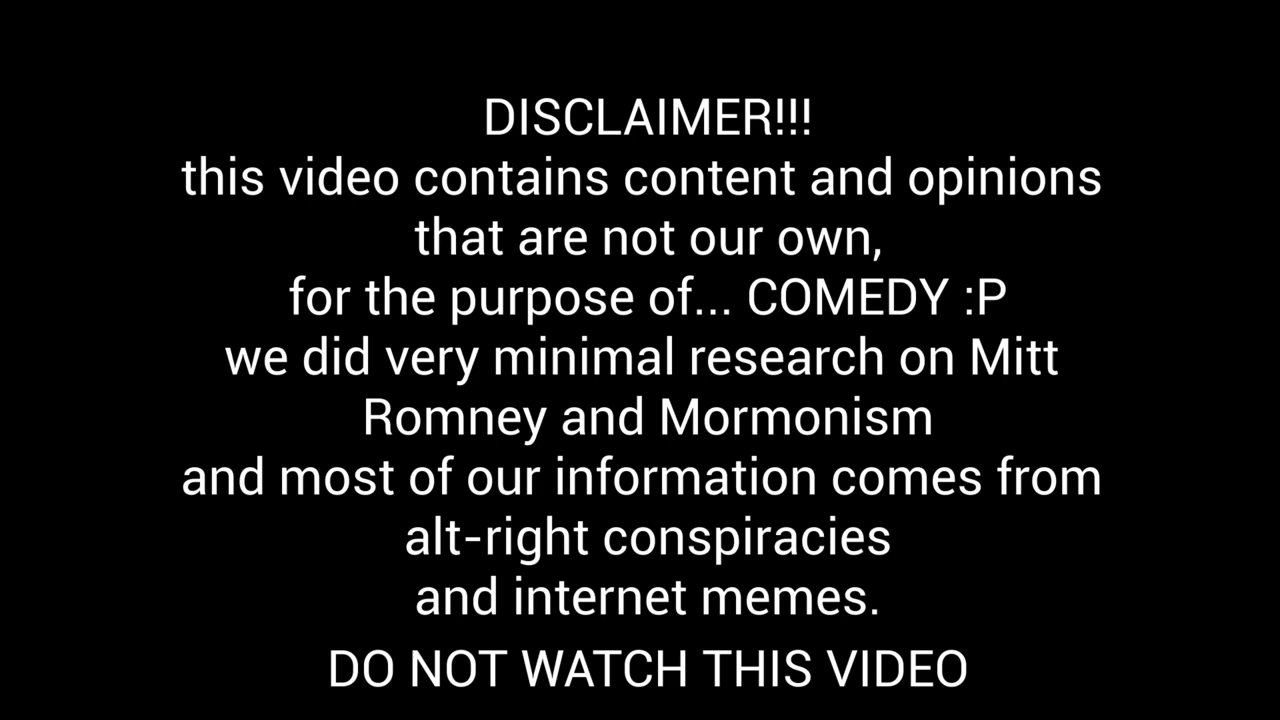 DISCLAIMER!!!
this video contains content and opinions
that are not our own,
for the purpose of... COMEDY :P
we did very minimal research on Mitt
Romney and Mormonism
and most of our information comes from
alt-right conspiracies
and internet memes.
DO NOT WATCH THIS VIDEO